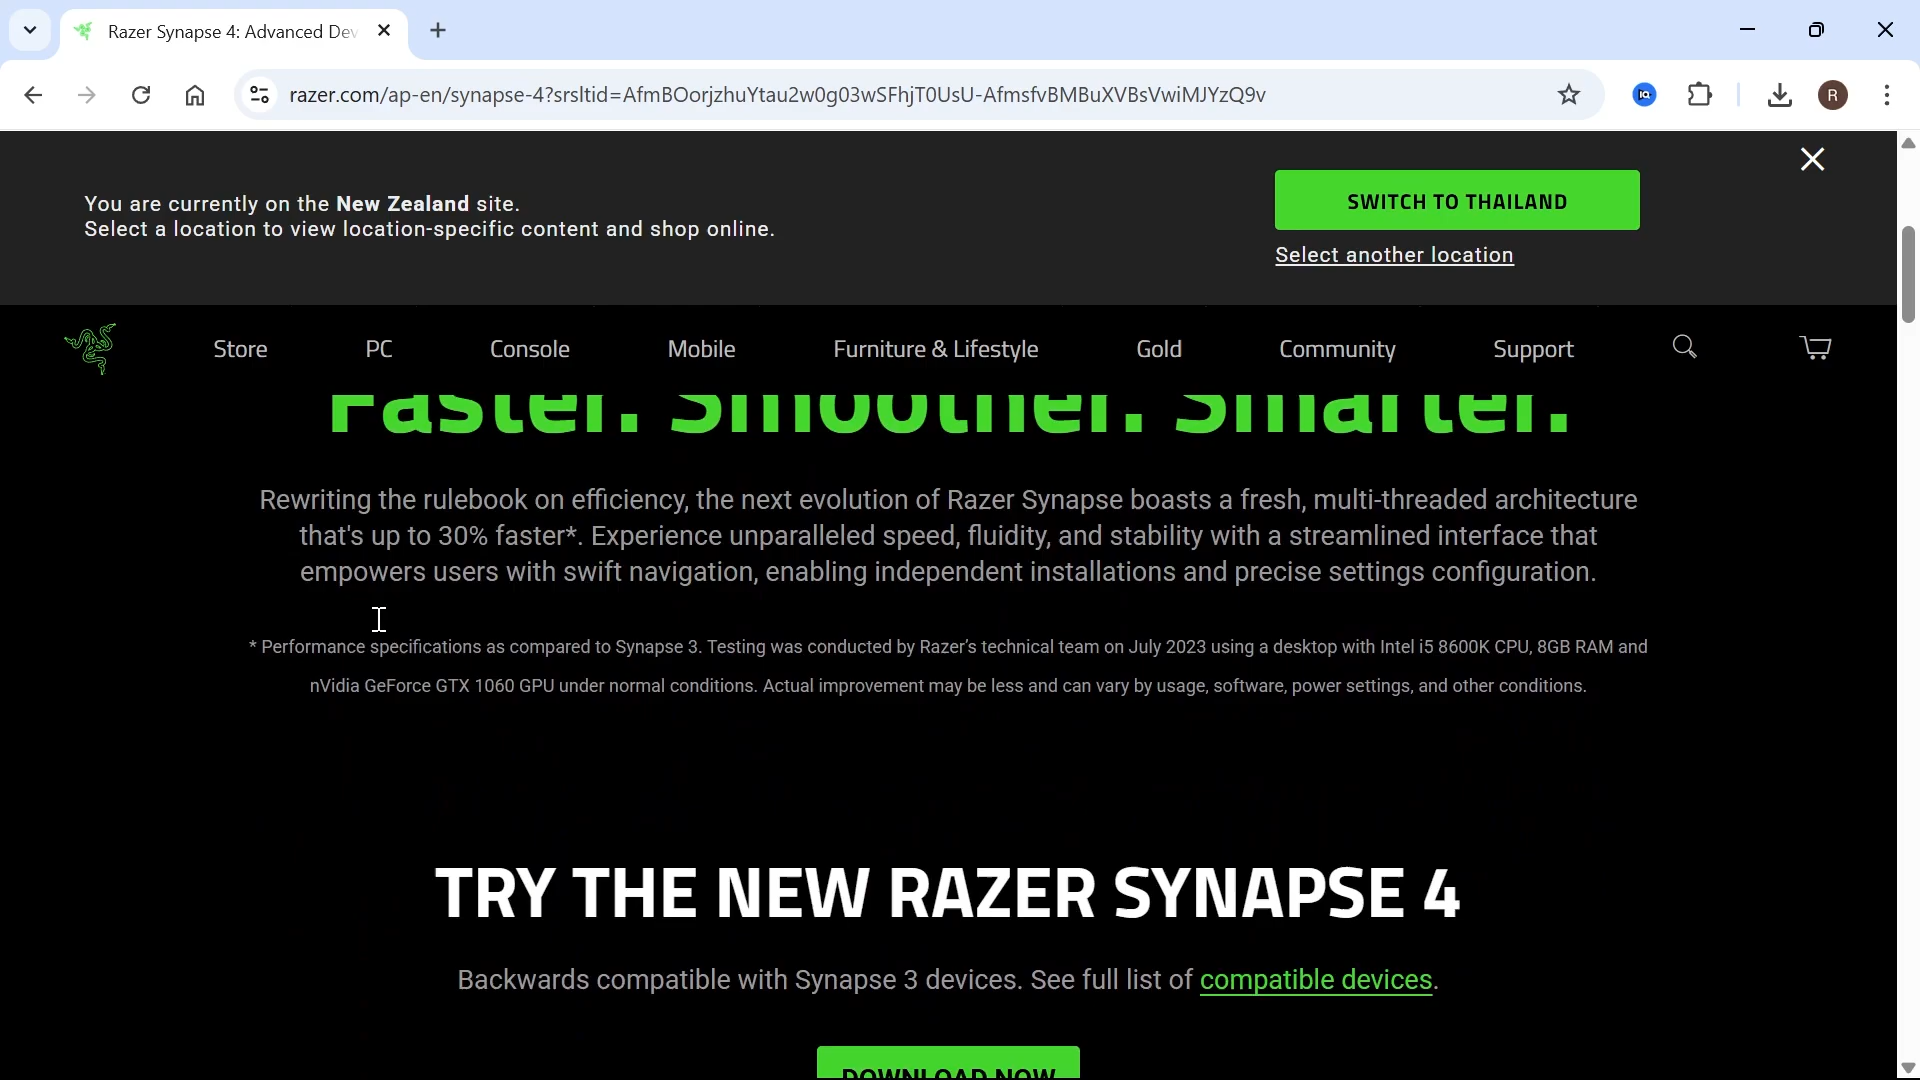 Razer Synapse 4: Advanced Dev
razer.com/ap-en/synapse-4?srsltid=AfmBOorjzhuYtau2w0g03wSFhjT0UsU-AfmsfvBMBuXVBsVwiMJYzQ9v
R
You are currently on the New Zealand site.
Select a location to view location-specific content and shop online.
SWITCH TO THAILAND
Select another location
Store PC Console Mobile Furniture & Lifestyle Gold Community Support
Faster. Smoother. Smarter.
Rewriting the rulebook on efficiency, the next evolution of Razer Synapse boasts a fresh, multi-threaded architecture
that's up to 30% faster*. Experience unparalleled speed, fluidity, and stability with a streamlined interface that
empowers users with swift navigation, enabling independent installations and precise settings configuration.
* Performance specifications as compared to Synapse 3. Testing was conducted by Razer’s technical team on July 2023 using a desktop with Intel i5 8600K CPU, 8GB RAM and
nVidia GeForce GTX 1060 GPU under normal conditions. Actual improvement may be less and can vary by usage, software, power settings, and other conditions.
TRY THE NEW RAZER SYNAPSE 4
Backwards compatible with Synapse 3 devices. See full list of compatible devices.
DOWNLOAD NOW